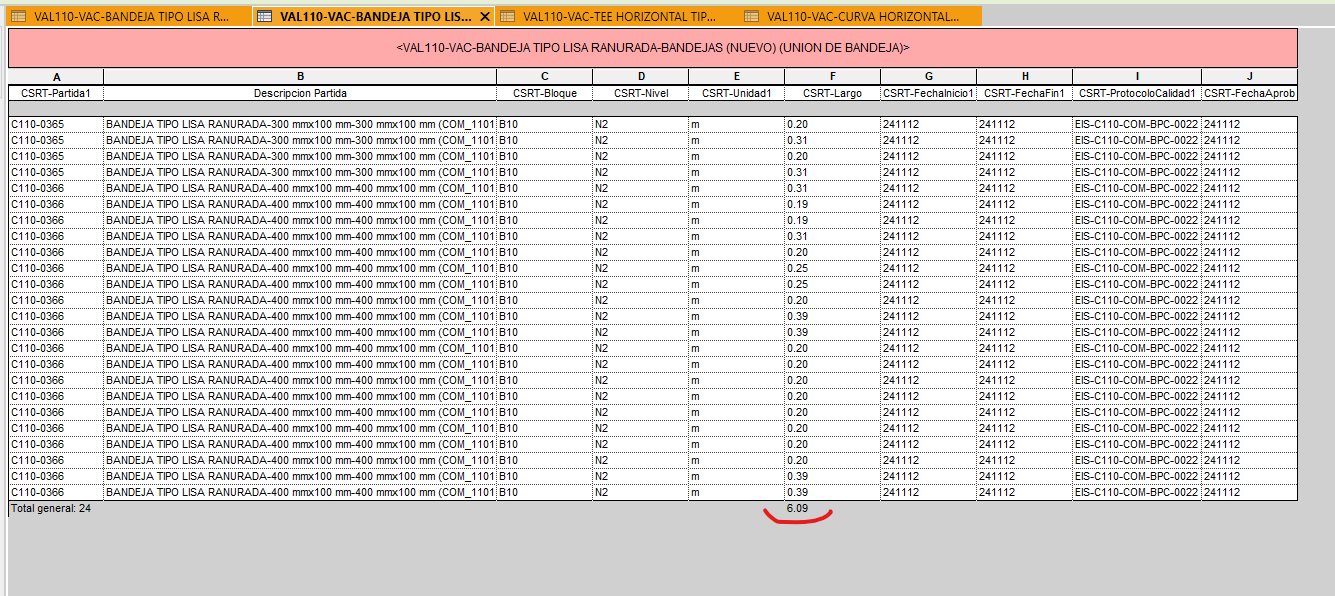 VAL110-VAC-BANDEJA TIPO LISA R... VAL110-VAC-BANDEJA TIPO LIS... VAL110-VAC-TEE HORIZONTAL TIP... VAL110-VAC-CURVA HORIZONTAL...
<VAL110-VAC-BANDEJA TIPO LISA RANURADA-BANDEJAS (NUEVO) (UNION DE BANDEJA)>
A B C D E F G H I J
CSRT-Partida1 Descripcion Partida CSRT-Bloque CSRT-Nivel CSRT-Unidad1 CSRT-Largo CSRT-FechaInicio1 CSRT-FechaFin1 CSRT-ProtocoloCalidad1 CSRT-FechaAprob
C110-0365 BANDEJA TIPO LISA RANURADA-300 mmx100 mm-300 mmx100 mm (COM_1101 B10 N2 m 0.20 241112 241112 EIS-C110-COM-BPC-0022 241112
C110-0365 BANDEJA TIPO LISA RANURADA-300 mmx100 mm-300 mmx100 mm (COM_1101 B10 N2 m 0.31 241112 241112 EIS-C110-COM-BPC-0022 241112
C110-0365 BANDEJA TIPO LISA RANURADA-300 mmx100 mm-300 mmx100 mm (COM_1101 B10 N2 m 0.20 241112 241112 EIS-C110-COM-BPC-0022 241112
C110-0365 BANDEJA TIPO LISA RANURADA-300 mmx100 mm-300 mmx100 mm (COM_1101 B10 N2 m 0.31 241112 241112 EIS-C110-COM-BPC-0022 241112
C110-0366 BANDEJA TIPO LISA RANURADA-400 mmx100 mm-400 mmx100 mm (COM_1101 B10 N2 m 0.31 241112 241112 EIS-C110-COM-BPC-0022 241112
C110-0366 BANDEJA TIPO LISA RANURADA-400 mmx100 mm-400 mmx100 mm (COM_1101 B10 N2 m 0.19 241112 241112 EIS-C110-COM-BPC-0022 241112
C110-0366 BANDEJA TIPO LISA RANURADA-400 mmx100 mm-400 mmx100 mm (COM_1101 B10 N2 m 0.19 241112 241112 EIS-C110-COM-BPC-0022 241112
C110-0366 BANDEJA TIPO LISA RANURADA-400 mmx100 mm-400 mmx100 mm (COM_1101 B10 N2 m 0.31 241112 241112 EIS-C110-COM-BPC-0022 241112
C110-0366 BANDEJA TIPO LISA RANURADA-400 mmx100 mm-400 mmx100 mm (COM_1101 B10 N2 m 0.20 241112 241112 EIS-C110-COM-BPC-0022 241112
C110-0366 BANDEJA TIPO LISA RANURADA-400 mmx100 mm-400 mmx100 mm (COM_1101 B10 N2 m 0.25 241112 241112 EIS-C110-COM-BPC-0022 241112
C110-0366 BANDEJA TIPO LISA RANURADA-400 mmx100 mm-400 mmx100 mm (COM_1101 B10 N2 m 0.25 241112 241112 EIS-C110-COM-BPC-0022 241112
C110-0366 BANDEJA TIPO LISA RANURADA-400 mmx100 mm-400 mmx100 mm (COM_1101 B10 N2 m 0.20 241112 241112 EIS-C110-COM-BPC-0022 241112
C110-0366 BANDEJA TIPO LISA RANURADA-400 mmx100 mm-400 mmx100 mm (COM_1101 B10 N2 m 0.39 241112 241112 EIS-C110-COM-BPC-0022 241112
C110-0366 BANDEJA TIPO LISA RANURADA-400 mmx100 mm-400 mmx100 mm (COM_1101 B10 N2 m 0.39 241112 241112 EIS-C110-COM-BPC-0022 241112
C110-0366 BANDEJA TIPO LISA RANURADA-400 mmx100 mm-400 mmx100 mm (COM_1101 B10 N2 m 0.20 241112 241112 EIS-C110-COM-BPC-0022 241112
C110-0366 BANDEJA TIPO LISA RANURADA-400 mmx100 mm-400 mmx100 mm (COM_1101 B10 N2 m 0.20 241112 241112 EIS-C110-COM-BPC-0022 241112
C110-0366 BANDEJA TIPO LISA RANURADA-400 mmx100 mm-400 mmx100 mm (COM_1101 B10 N2 m 0.20 241112 241112 EIS-C110-COM-BPC-0022 241112
C110-0366 BANDEJA TIPO LISA RANURADA-400 mmx100 mm-400 mmx100 mm (COM_1101 B10 N2 m 0.20 241112 241112 EIS-C110-COM-BPC-0022 241112
C110-0366 BANDEJA TIPO LISA RANURADA-400 mmx100 mm-400 mmx100 mm (COM_1101 B10 N2 m 0.20 241112 241112 EIS-C110-COM-BPC-0022 241112
C110-0366 BANDEJA TIPO LISA RANURADA-400 mmx100 mm-400 mmx100 mm (COM_1101 B10 N2 m 0.20 241112 241112 EIS-C110-COM-BPC-0022 241112
C110-0366 BANDEJA TIPO LISA RANURADA-400 mmx100 mm-400 mmx100 mm (COM_1101 B10 N2 m 0.20 241112 241112 EIS-C110-COM-BPC-0022 241112
C110-0366 BANDEJA TIPO LISA RANURADA-400 mmx100 mm-400 mmx100 mm (COM_1101 B10 N2 m 0.20 241112 241112 EIS-C110-COM-BPC-0022 241112
C110-0366 BANDEJA TIPO LISA RANURADA-400 mmx100 mm-400 mmx100 mm (COM_1101 B10 N2 m 0.39 241112 241112 EIS-C110-COM-BPC-0022 241112
C110-0366 BANDEJA TIPO LISA RANURADA-400 mmx100 mm-400 mmx100 mm (COM_1101 B10 N2 m 0.39 241112 241112 EIS-C110-COM-BPC-0022 241112
Total general: 24 6.09